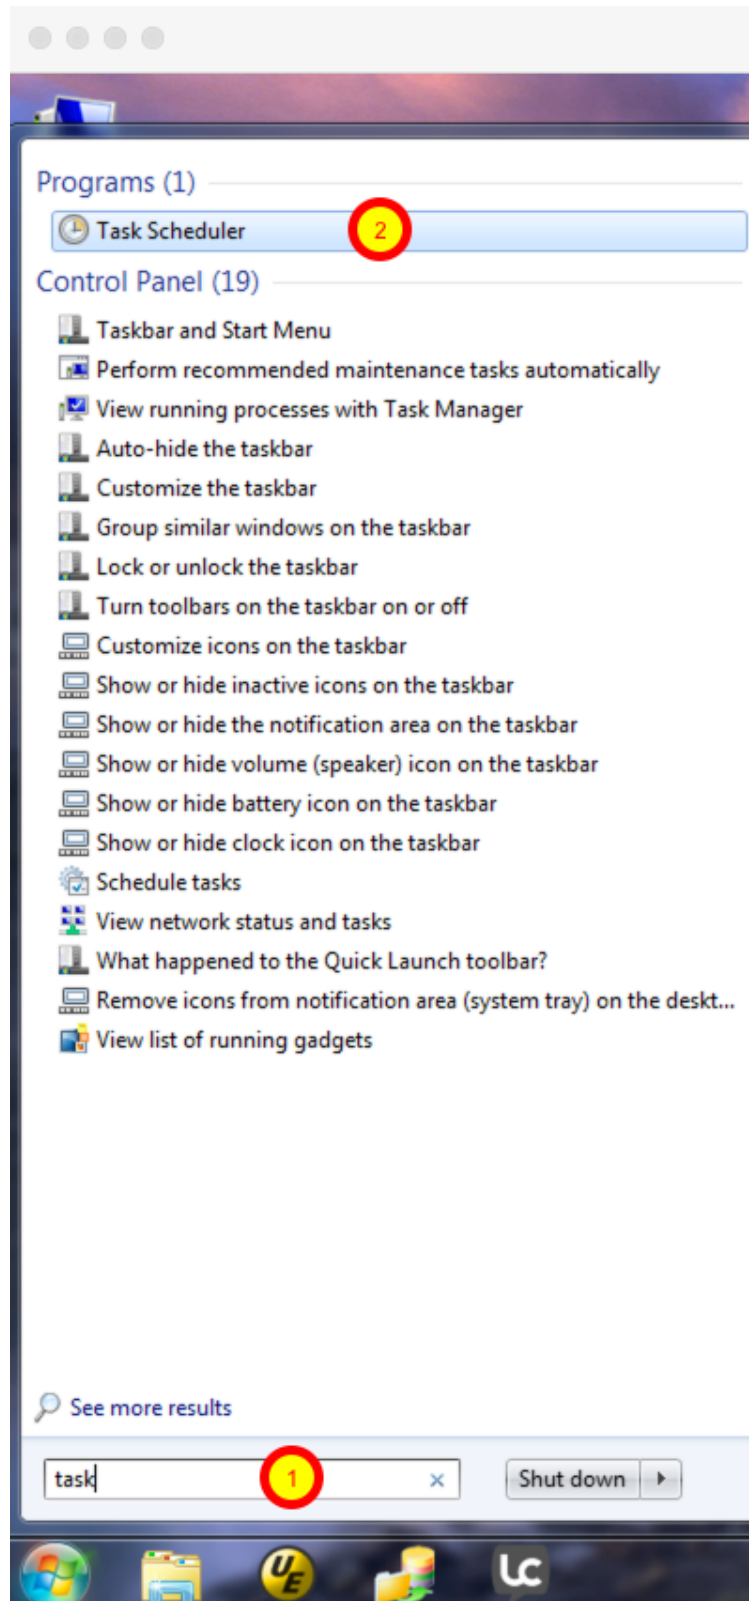 Programs (1)
Task Scheduler 2
Control Panel (19)
Taskbar and Start Menu
Perform recommended maintenance tasks automatically
View running processes with Task Manager
Auto-hide the taskbar
Customize the taskbar
Group similar windows on the taskbar
Lock or unlock the taskbar
Turn toolbars on the taskbar on or off
Customize icons on the taskbar
Show or hide inactive icons on the taskbar
Show or hide the notification area on the taskbar
Show or hide volume (speaker) icon on the taskbar
Show or hide battery icon on the taskbar
Show or hide clock icon on the taskbar
Schedule tasks
View network status and tasks
What happened to the Quick Launch toolbar?
Remove icons from notification area (system tray) on the deskt...
View list of running gadgets
See more results
task 1 × Shut down
UE LC